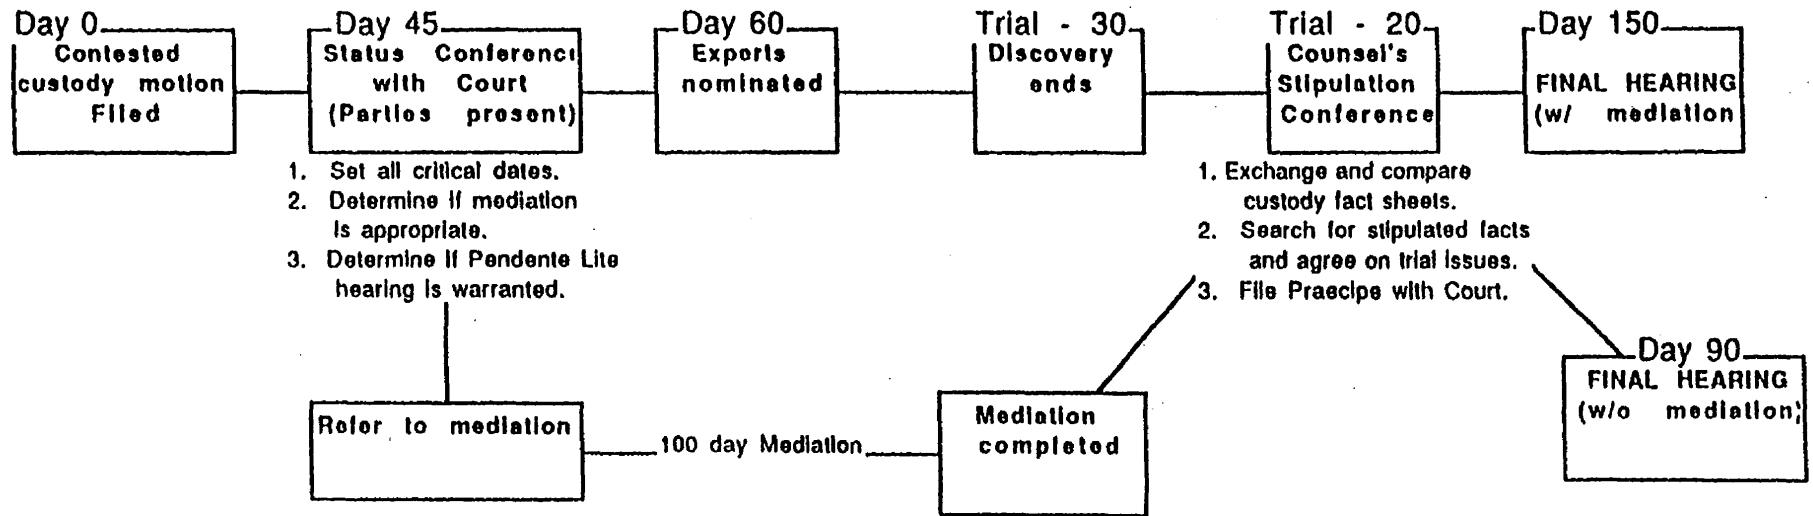 Day 0
Contested
custody motion
Filed
Day 45
Status Conferenc
with Court
(Parties present)
Day 60
Experts
nominated
Trial - 30
Discovery
ends
Trial - 20
Counsel's
Stipulation
Conference
Day 150
FINAL HEARING
(w/ mediation
1. Set all critical dates.
2. Determine if mediation
is appropriate.
3. Determine if Pendente Lite
hearing is warranted.
1. Exchange and compare
custody fact sheets.
2. Search for stipulated facts
and agree on trial issues.
3. File Praecipe with Court.
Refer to mediation
100 day Mediation
Mediation
completed
Day 90
FINAL HEARING
(w/o mediation)